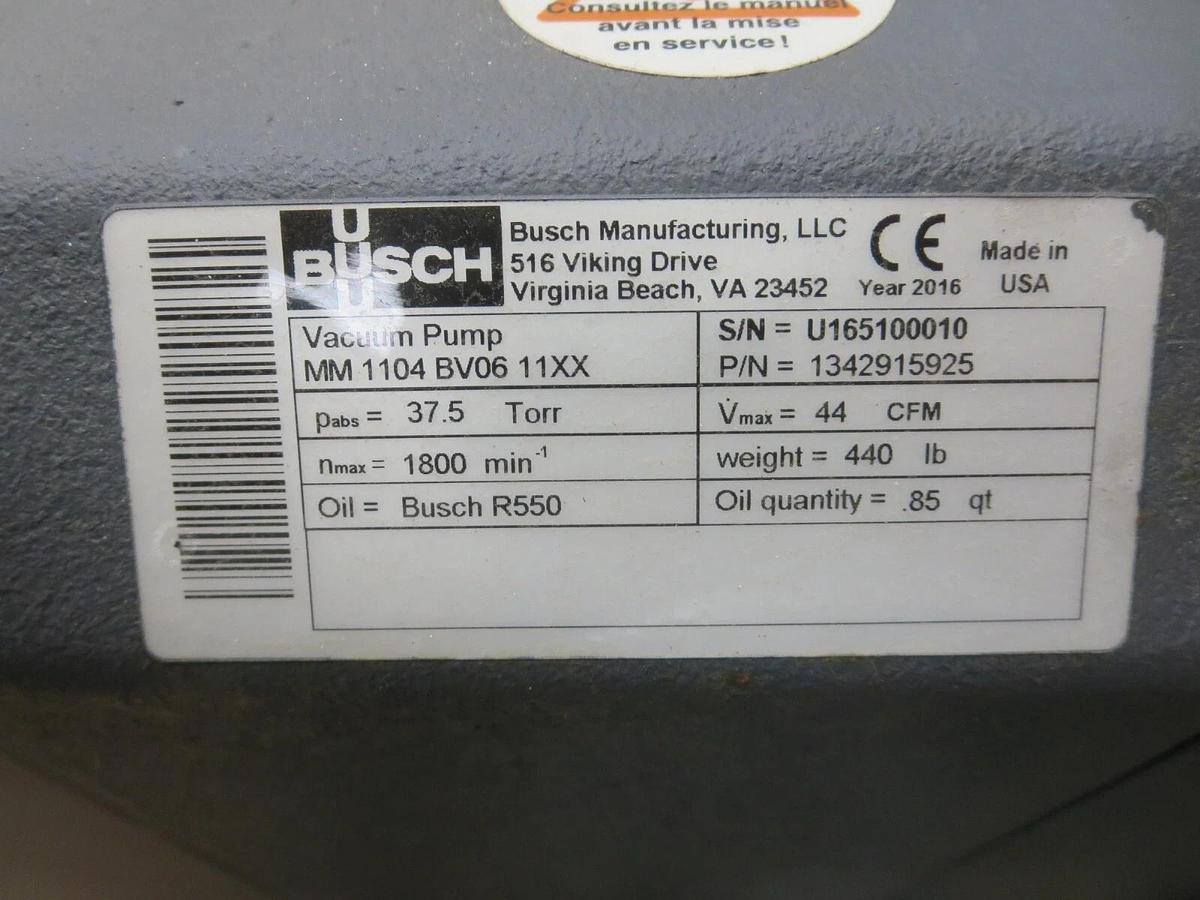 Consultez le manuel
avant la mise
en service!
BUSCH
Busch Manufacturing, LLC
516 Viking Drive
Virginia Beach, VA 23452
CE
Year 2016
Made in
USA
Vacuum Pump
MM 1104 BV06 11XX
S/N = U165100010
P/N = 1342915925
pabs = 37.5 Torr
V̇max = 44 CFM
nmax = 1800 min⁻¹
weight = 440 lb
Oil = Busch R550
Oil quantity = .85 qt